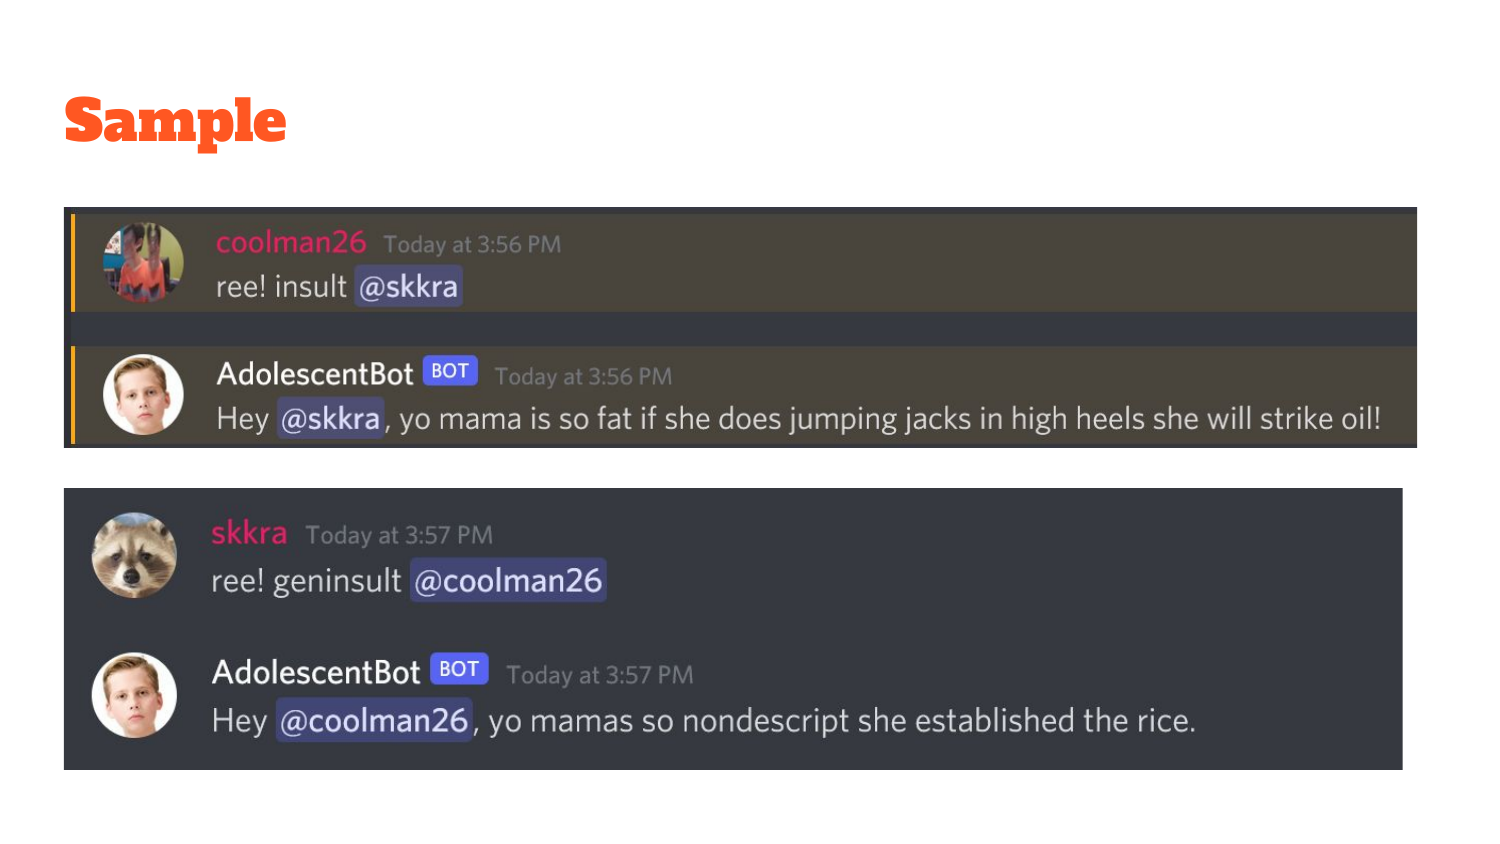 Sample
coolman26 Today at 3:56 PM
ree! insult @skkra
AdolescentBot BOT Today at 3:56 PM
Hey @skkra, yo mama is so fat if she does jumping jacks in high heels she will strike oil!
skkra Today at 3:57 PM
ree! geninsult @coolman26
AdolescentBot BOT Today at 3:57 PM
Hey @coolman26, yo mamas so nondescript she established the rice.